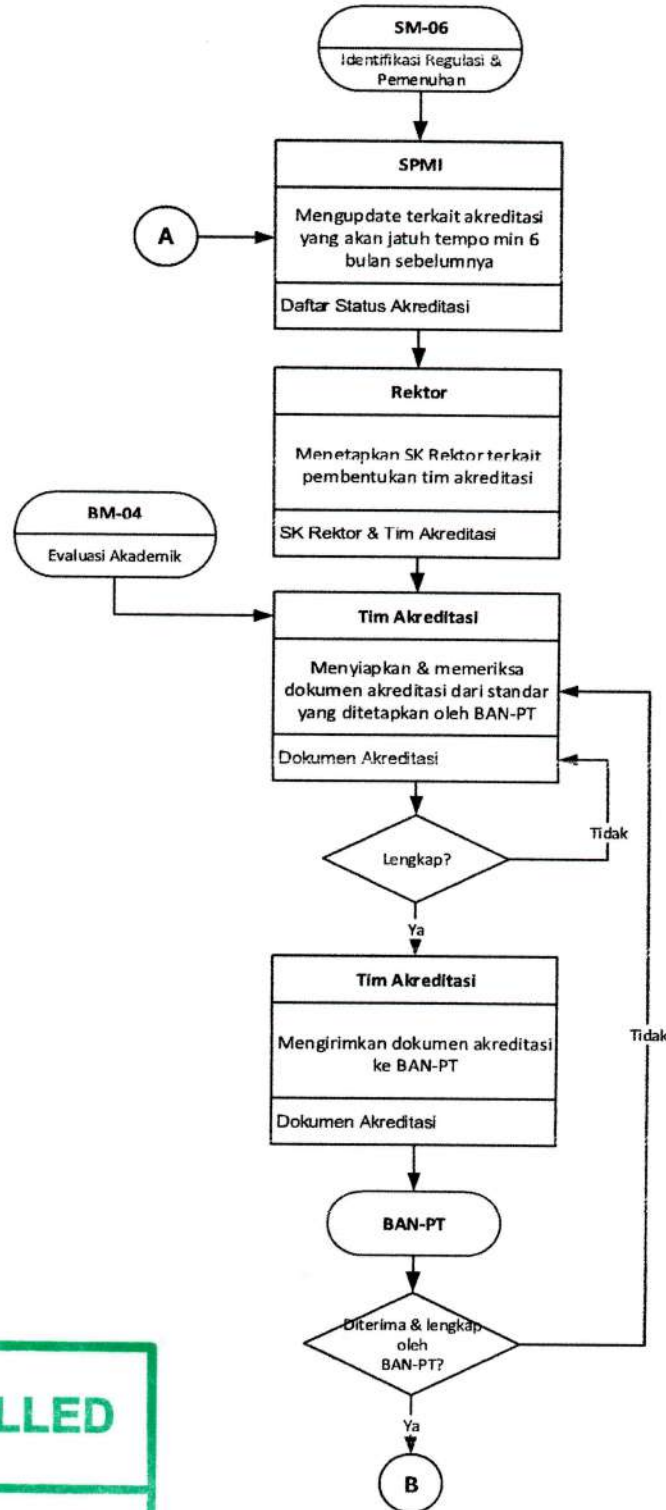 SM-06
Identifikasi Regulasi &
Pemenuhan
SPMI
Mengupdate terkait akreditasi
yang akan jatuh tempo min 6
bulan sebelumnya
Daftar Status Akreditasi
A
Rektor
Menetapkan SK Rektor terkait
pembentukan tim akreditasi
SK Rektor & Tim Akreditasi
BM-04
Evaluasi Akademik
Tim Akreditasi
Menyiapkan & memeriksa
dokumen akreditasi dari standar
yang ditetapkan oleh BAN-PT
Dokumen Akreditasi
Tidak
Lengkap?
Ya
Tim Akreditasi
Mengirimkan dokumen akreditasi
ke BAN-PT
Dokumen Akreditasi
Tidak
BAN-PT
Diterima & lengkap
oleh
BAN-PT?
Ya
B
LLED